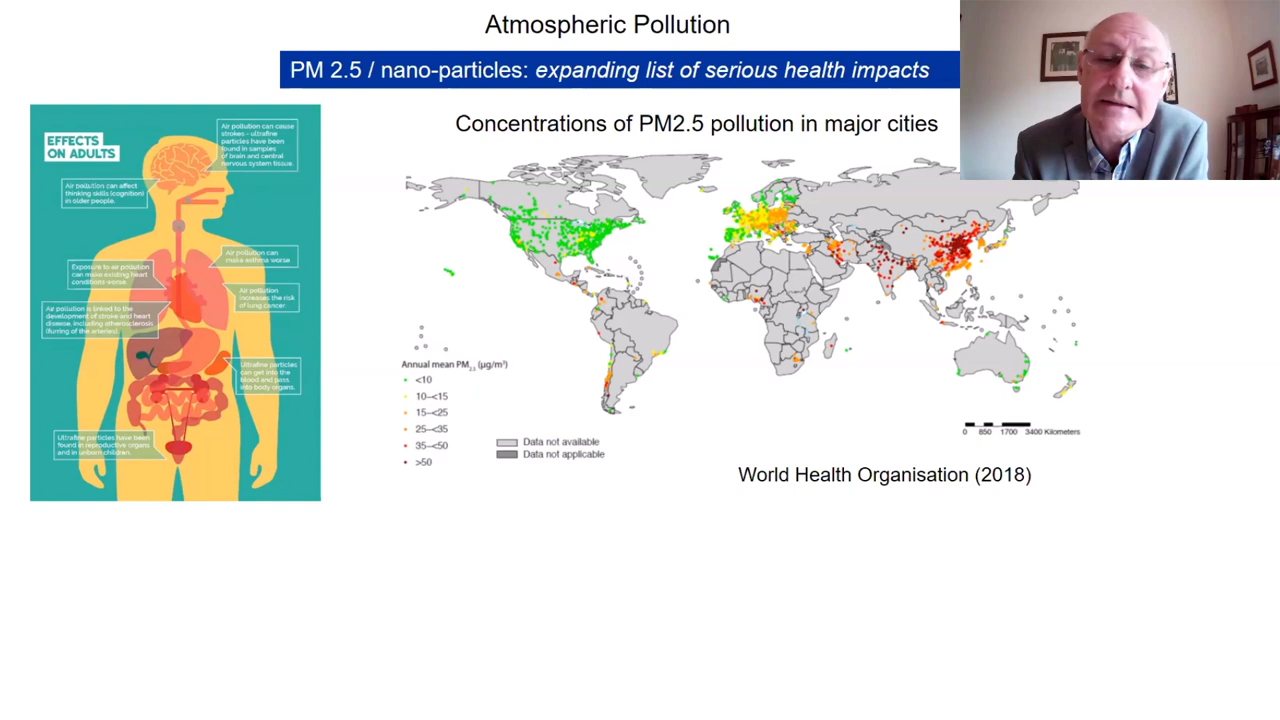 Atmospheric Pollution
PM 2.5 / nano-particles: expanding list of serious health impacts
EFFECTS
ON ADULTS
Air pollution can cause
strokes – ultrafine
particles have been
found in samples
of brain and central
nervous system tissue.
Air pollution can affect
thinking skills (cognition)
in older people.
Air pollution can
make asthma worse
Exposure to air pollution
can make existing heart
conditions worse.
Air pollution
increases the risk
of lung cancer
Air pollution is linked to the
development of stroke and heart
disease, including atherosclerosis
(furring of the arteries).
Ultrafine particles
can get into the
blood and pass
into body organs.
Ultrafine particles have been
found in reproductive organs
and in unborn children.
Concentrations of PM2.5 pollution in major cities
Annual mean PM2.5 (µg/m³)
<10
10–<15
15–<25
25–<35
35–<50
>50
Data not available
Data not applicable
0 850 1700 3400 Kilometers
World Health Organisation (2018)